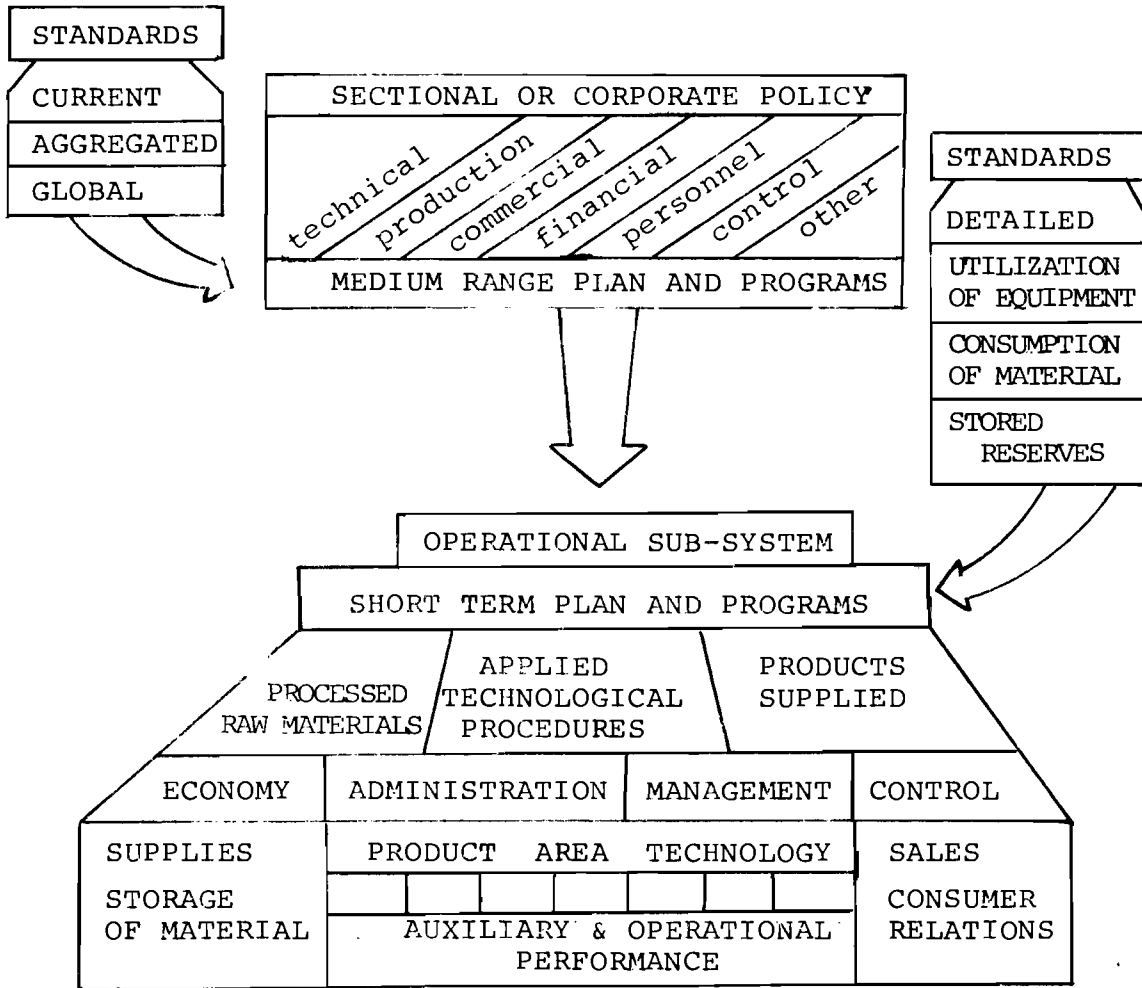 STANDARDS
CURRENT
AGGREGATED
GLOBAL
SECTIONAL OR CORPORATE POLICY
technical
production
commercial
financial
personnel
control
other
MEDIUM RANGE PLAN AND PROGRAMS
STANDARDS
DETAILED
UTILIZATION
OF EQUIPMENT
CONSUMPTION
OF MATERIAL
STORED
RESERVES
OPERATIONAL SUB-SYSTEM
SHORT TERM PLAN AND PROGRAMS
PROCESSED
RAW MATERIALS
APPLIED
TECHNOLOGICAL
PROCEDURES
PRODUCTS
SUPPLIED
ECONOMY
ADMINISTRATION
MANAGEMENT
CONTROL
SUPPLIES
STORAGE
OF MATERIAL
PRODUCT AREA TECHNOLOGY
AUXILIARY & OPERATIONAL
PERFORMANCE
SALES
CONSUMER
RELATIONS